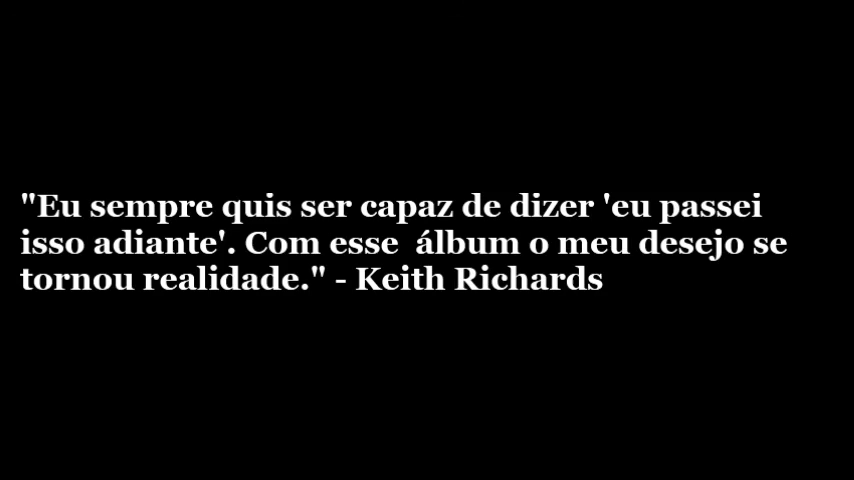 "Eu sempre quis ser capaz de dizer 'eu passei
isso adiante'. Com esse  álbum o meu desejo se
tornou realidade." - Keith Richards